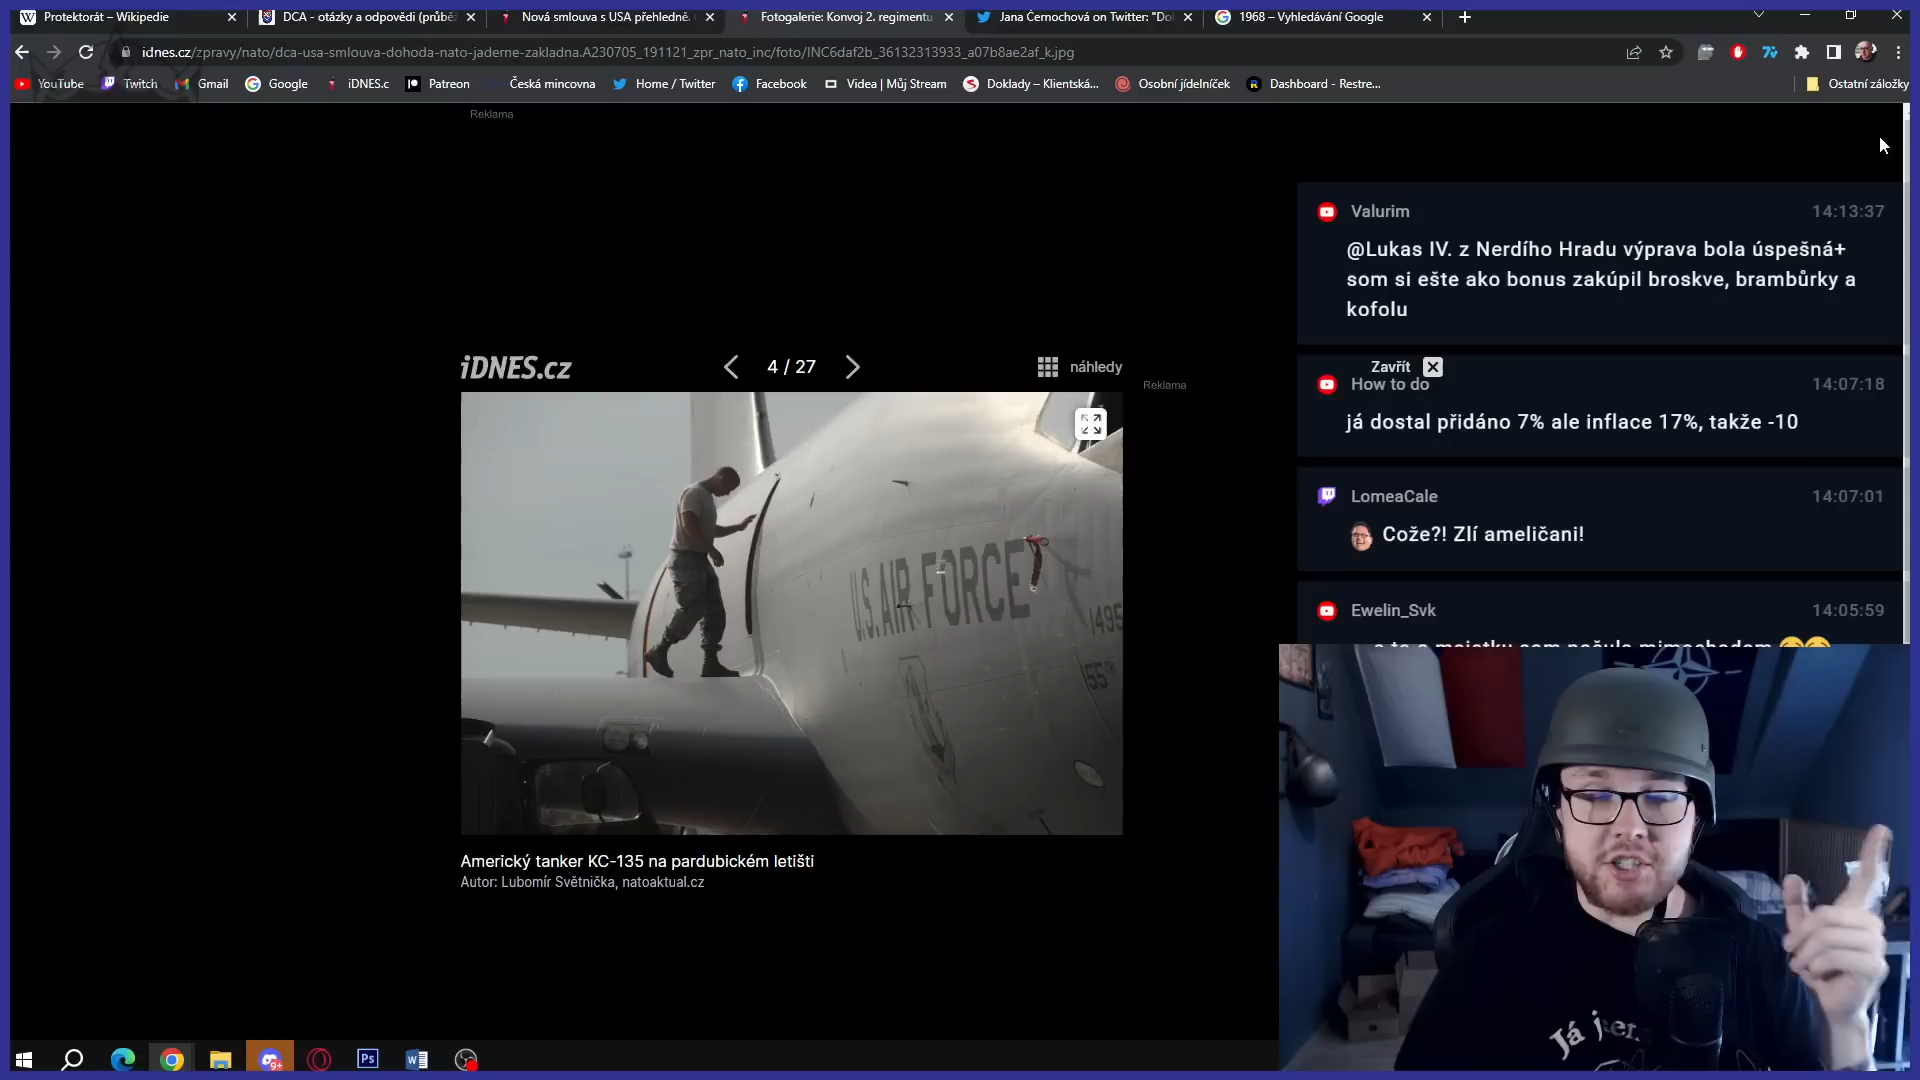 Protektorát – Wikipedie
DCA - otázky a odpovědi (průběž
Nová smlouva s USA přehledně.
Fotogalerie: Konvoj 2. regimentu
Jana Černochová on Twitter: "Do
1968 – Vyhledávání Google
idnes.cz/zpravy/nato/dca-usa-smlouva-dohoda-nato-jaderne-zakladna.A230705_191121_zpr_nato_inc/foto/INC6daf2b_36132313933_a07b8ae2af_k.jpg
YouTube
Twitch
Gmail
Google
iDNES.c
Patreon
Česká mincovna
Home / Twitter
Facebook
Videa | Můj Stream
Doklady – Klientská...
Osobní jídelníček
Dashboard - Restre...
Ostatní záložky
Reklama
Valurim 14:13:37
@Lukas IV. z Nerdího Hradu výprava bola úspešná+
som si ešte ako bonus zakúpil broskve, brambůrky a
kofolu
iDNES.cz
4 / 27
náhledy
Reklama
Zavřít
How to do 14:07:18
já dostal přidáno 7% ale inflace 17%, takže -10
LomeaCale 14:07:01
Cože?! Zlí ameličani!
Ewelin_Svk 14:05:59
U.S. AIR FORCE
1495
155
Americký tanker KC-135 na pardubickém letišti
Autor: Lubomír Světnička, natoaktual.cz
Já
9+
Ps
W